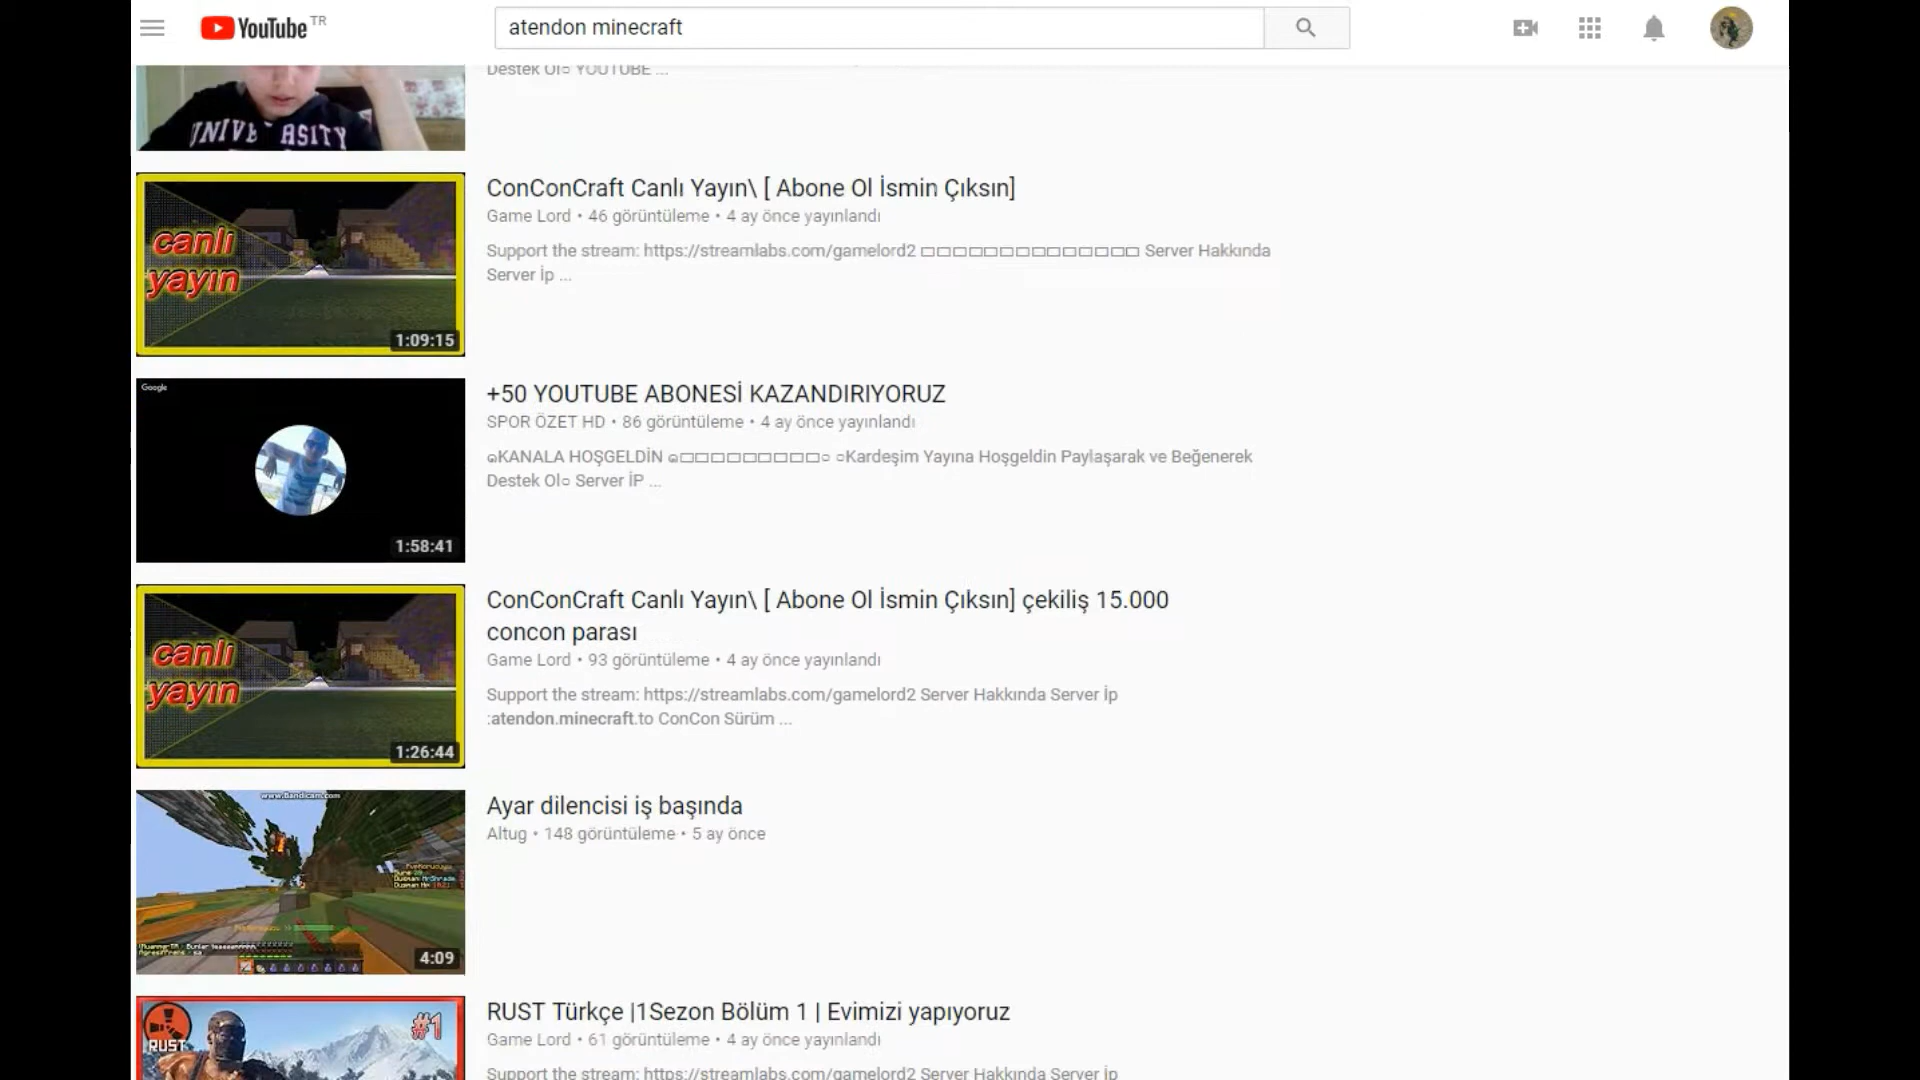 YouTube TR
atendon minecraft
Destek Ol○ YOUTUBE ...
UNIVE ASITY
ConConCraft Canlı Yayın\ [ Abone Ol İsmin Çıksın]
Game Lord • 46 görüntüleme • 4 ay önce yayınlandı
Support the stream: https://streamlabs.com/gamelord2 □□□□□□□□□□□□□□ Server Hakkında
Server İp ...
canlı
yayın
1:09:15
Google
+50 YOUTUBE ABONESİ KAZANDIRIYORUZ
SPOR ÖZET HD • 86 görüntüleme • 4 ay önce yayınlandı
KANALA HOŞGELDİN □□□□□□□□□○ ○Kardeşim Yayına Hoşgeldin Paylaşarak ve Beğenerek
Destek Ol○ Server İP ...
1:58:41
ConConCraft Canlı Yayın\ [ Abone Ol İsmin Çıksın] çekiliş 15.000
concon parası
Game Lord • 93 görüntüleme • 4 ay önce yayınlandı
Support the stream: https://streamlabs.com/gamelord2 Server Hakkında Server İp
:atendon.minecraft.to ConCon Sürüm ...
canlı
yayın
1:26:44
www.Bandicam.com
Ayar dilencisi iş başında
Altug • 148 görüntüleme • 5 ay önce
4:09
RUST Türkçe |1Sezon Bölüm 1 | Evimizi yapıyoruz
Game Lord • 61 görüntüleme • 4 ay önce yayınlandı
Support the stream: https://streamlabs.com/gamelord2 Server Hakkında Server İp
#1
RUST